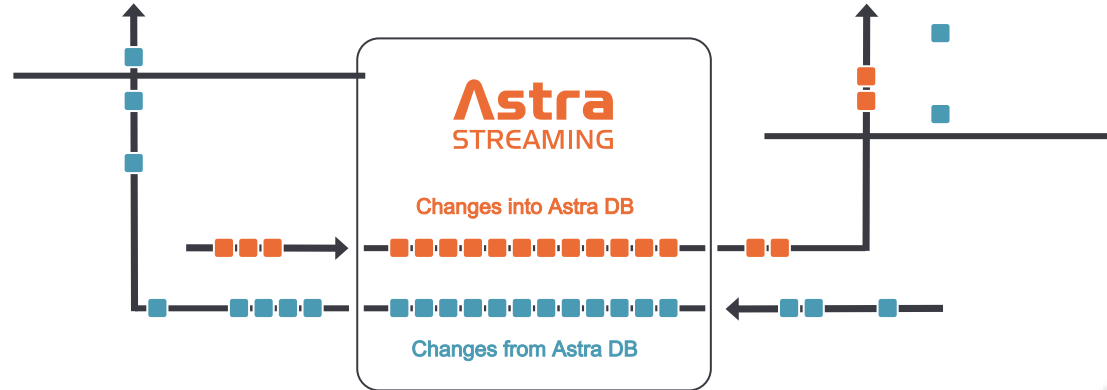 Astra
STREAMING
Changes into Astra DB
Changes from Astra DB